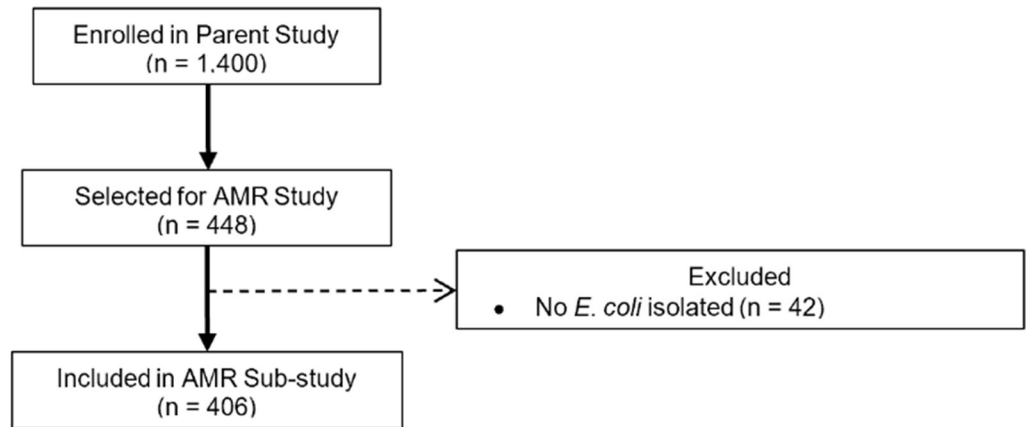 Enrolled in Parent Study
(n = 1,400)
Selected for AMR Study
(n = 448)
Excluded
• No E. coli isolated (n = 42)
Included in AMR Sub-study
(n = 406)